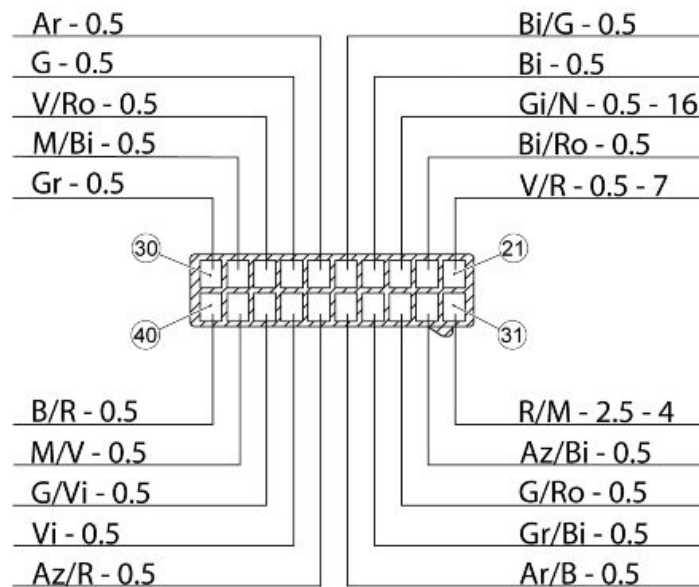 Ar - 0.5
G - 0.5
V/Ro - 0.5
M/Bi - 0.5
Gr - 0.5
Bi/G - 0.5
Bi - 0.5
Gi/N - 0.5 - 16
Bi/Ro - 0.5
V/R - 0.5 - 7
30
21
40
31
B/R - 0.5
M/V - 0.5
G/Vi - 0.5
Vi - 0.5
Az/R - 0.5
R/M - 2.5 - 4
Az/Bi - 0.5
G/Ro - 0.5
Gr/Bi - 0.5
Ar/B - 0.5